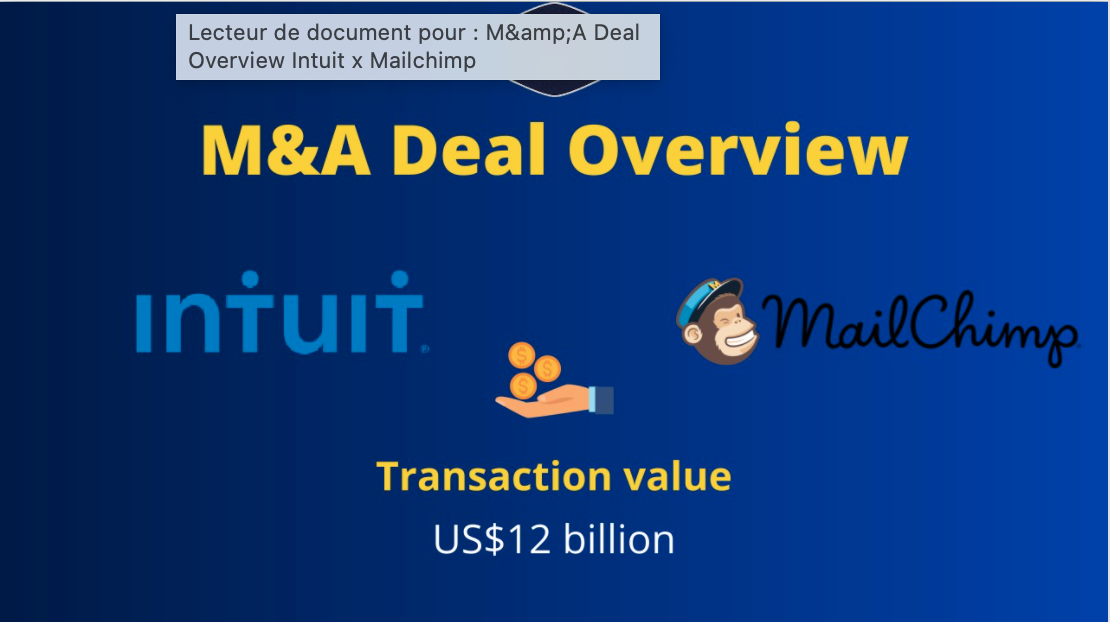 Lecteur de document pour : M&amp;A Deal
Overview Intuit x Mailchimp
M&A Deal Overview
INTUIT
MailChimp
Transaction value
US$12 billion